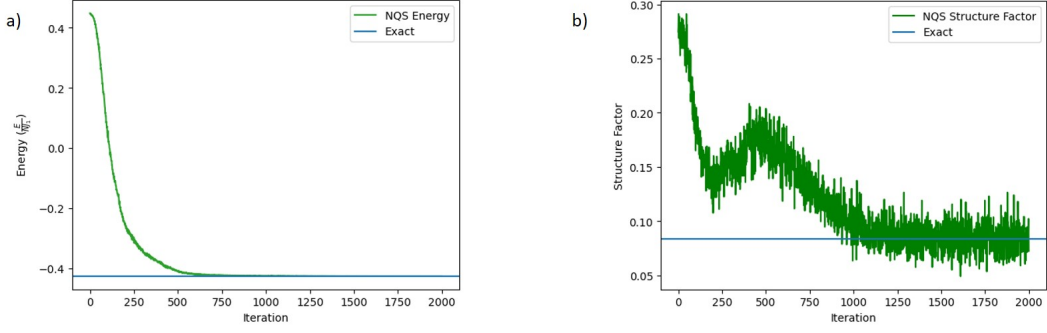 a)
NQS Energy
Exact
0.4
0.2
0.0
−0.2
−0.4
Energy (E/NJ₁)
0 250 500 750 1000 1250 1500 1750 2000
Iteration
b)
NQS Structure Factor
Exact
0.30
0.25
0.20
0.15
0.10
0.05
Structure Factor
0 250 500 750 1000 1250 1500 1750 2000
Iteration